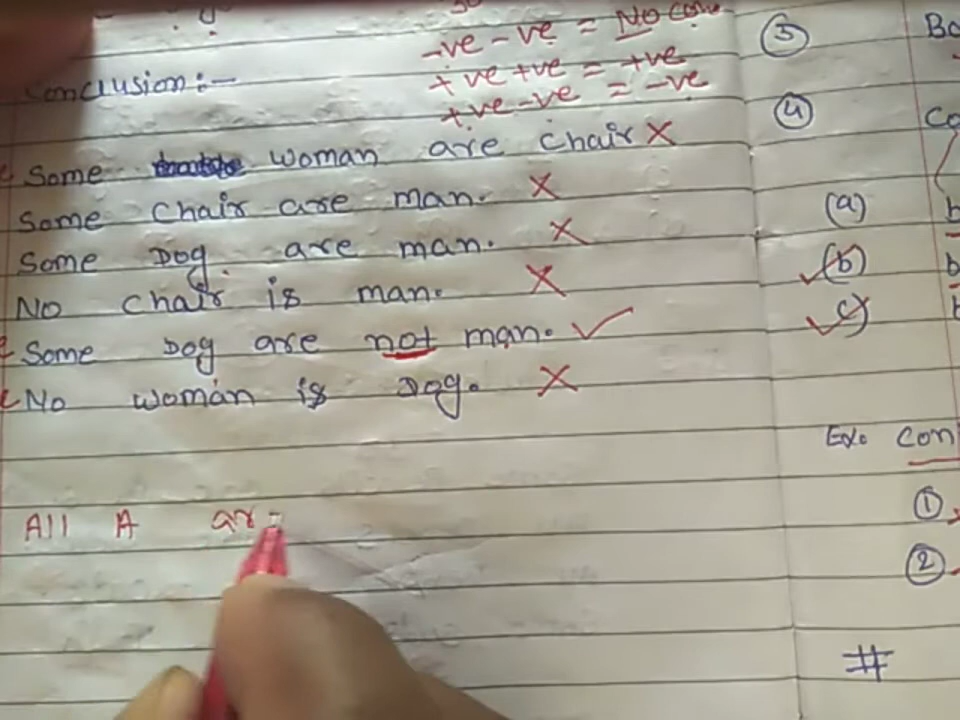 -ve - ve = No con
+ ve +ve = +ve
+ve -ve = -ve
Conclusion:-
Some woman are chair ×
Some chair are man. ×
Some Dog are man. ×
No chair is man. ×
Some Dog are not man. ✓
No woman is Dog. ×
All A ar
3
4
(a)
(b)
c)
Ex. con
1
2
#